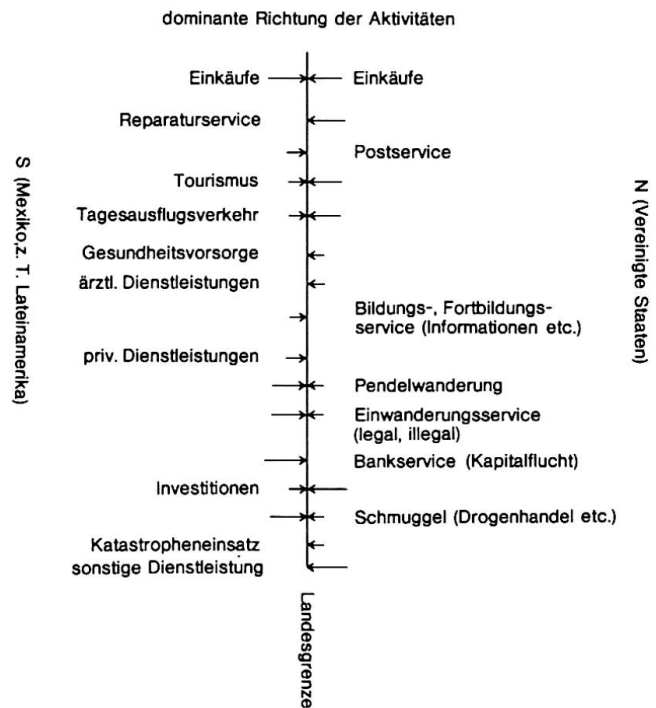 dominante Richtung der Aktivitäten
Einkäufe
Einkäufe
Reparaturservice
Postservice
Tourismus
Tagesausflugsverkehr
Gesundheitsvorsorge
ärztl. Dienstleistungen
Bildungs-, Fortbildungs-
service (Informationen etc.)
priv. Dienstleistungen
Pendelwanderung
Einwanderungsservice
(legal, illegal)
Bankservice (Kapitalflucht)
Investitionen
Schmuggel (Drogenhandel etc.)
Katastropheneinsatz
sonstige Dienstleistung
S (Mexiko,z. T. Lateinamerika)
N (Vereinigte Staaten)
Landesgrenze